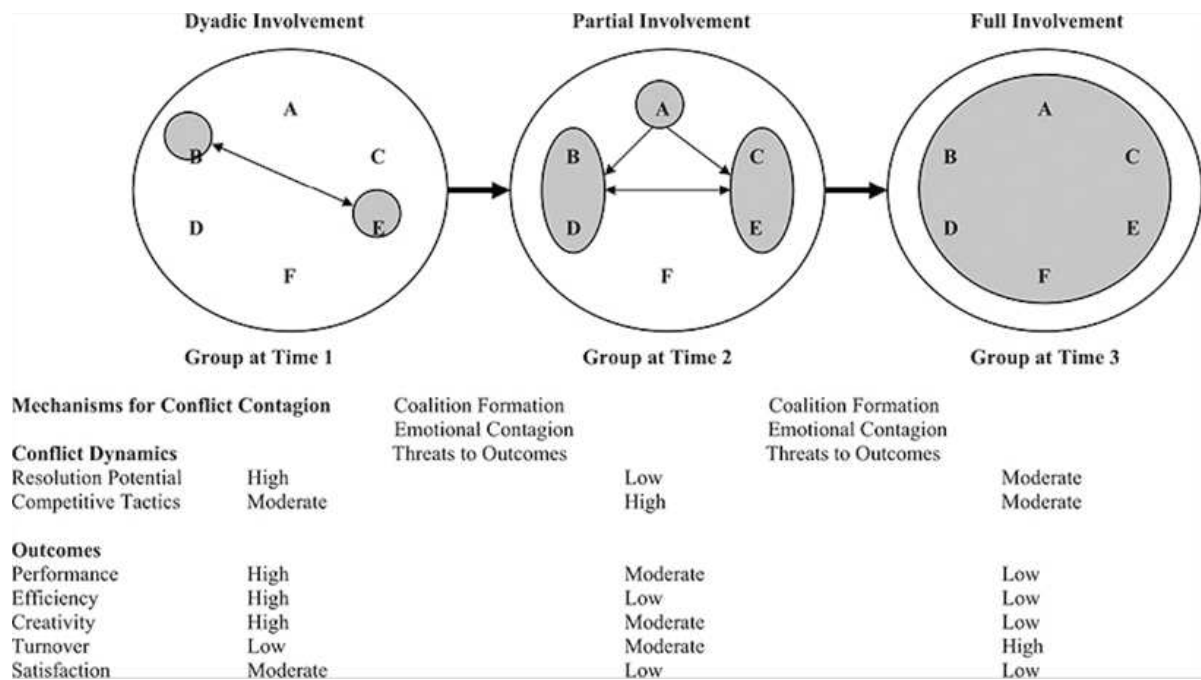 Dyadic Involvement Partial Involvement Full Involvement
A A A
B C B C B C
D E D E D E
F F F
Group at Time 1 Group at Time 2 Group at Time 3
Mechanisms for Conflict Contagion Coalition Formation Coalition Formation
Emotional Contagion Emotional Contagion
Conflict Dynamics Threats to Outcomes Threats to Outcomes
Resolution Potential High Low Moderate
Competitive Tactics Moderate High Moderate
Outcomes
Performance High Moderate Low
Efficiency High Low Low
Creativity High Moderate Low
Turnover Low Moderate High
Satisfaction Moderate Low Low